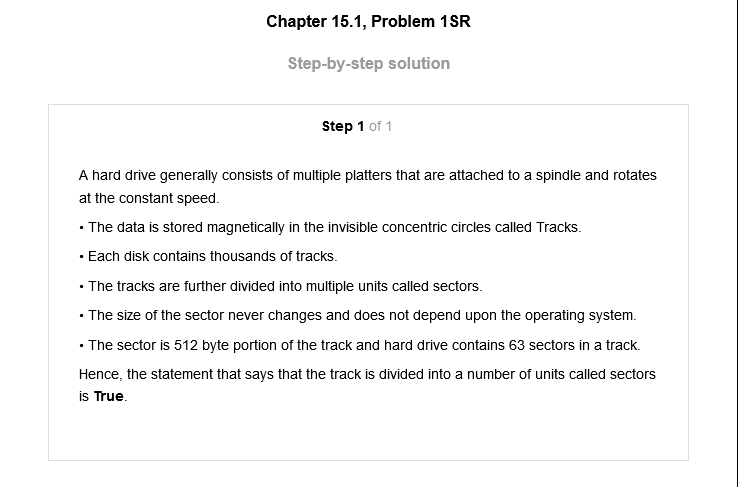 Chapter 15.1, Problem 1SR
Step-by-step solution
Step 1 of 1
A hard drive generally consists of multiple platters that are attached to a spindle and rotates
at the constant speed.
• The data is stored magnetically in the invisible concentric circles called Tracks.
• Each disk contains thousands of tracks.
• The tracks are further divided into multiple units called sectors.
• The size of the sector never changes and does not depend upon the operating system.
• The sector is 512 byte portion of the track and hard drive contains 63 sectors in a track.
Hence, the statement that says that the track is divided into a number of units called sectors
is True.